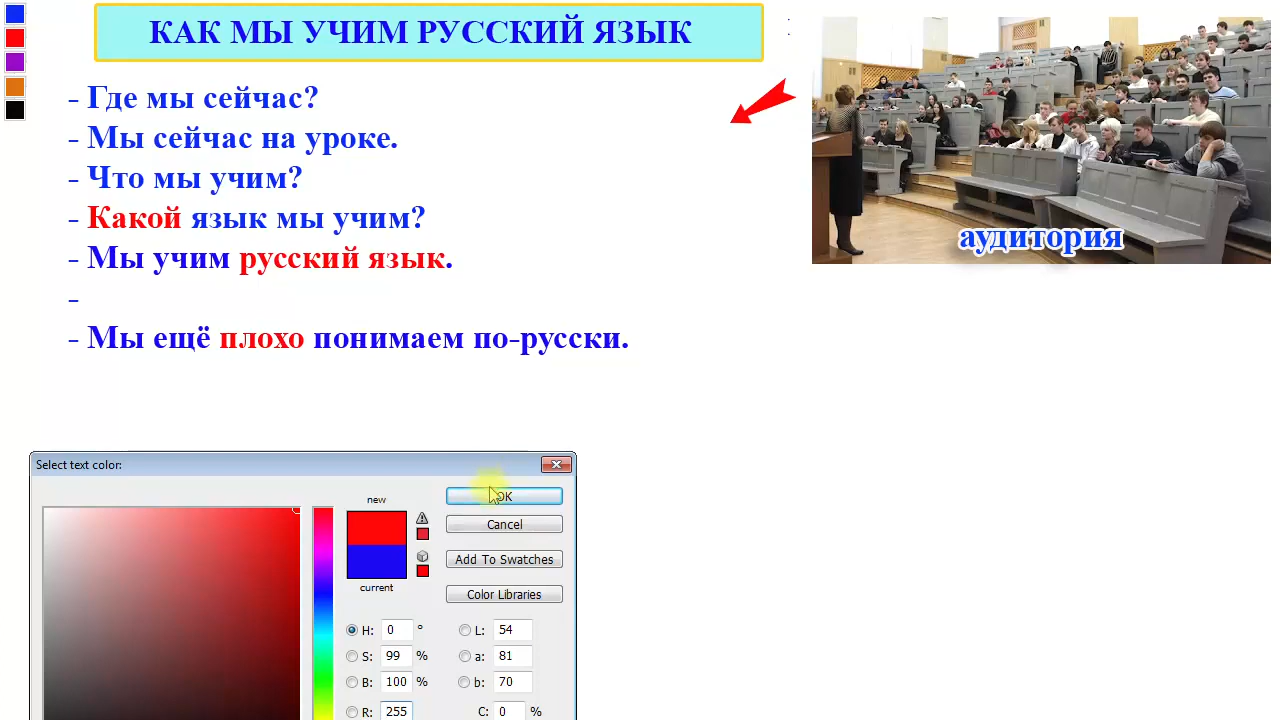 КАК МЫ УЧИМ РУССКИЙ ЯЗЫК
- Где мы сейчас?
- Мы сейчас на уроке.
- Что мы учим?
- Какой язык мы учим?
- Мы учим русский язык.
-
- Мы ещё плохо понимаем по-русски.
аудитория
Select text color:
new
current
OK
Cancel
Add To Swatches
Color Libraries
H: 0 °
L: 54
S: 99 %
a: 81
B: 100 %
b: 70
R: 255
C: 0 %